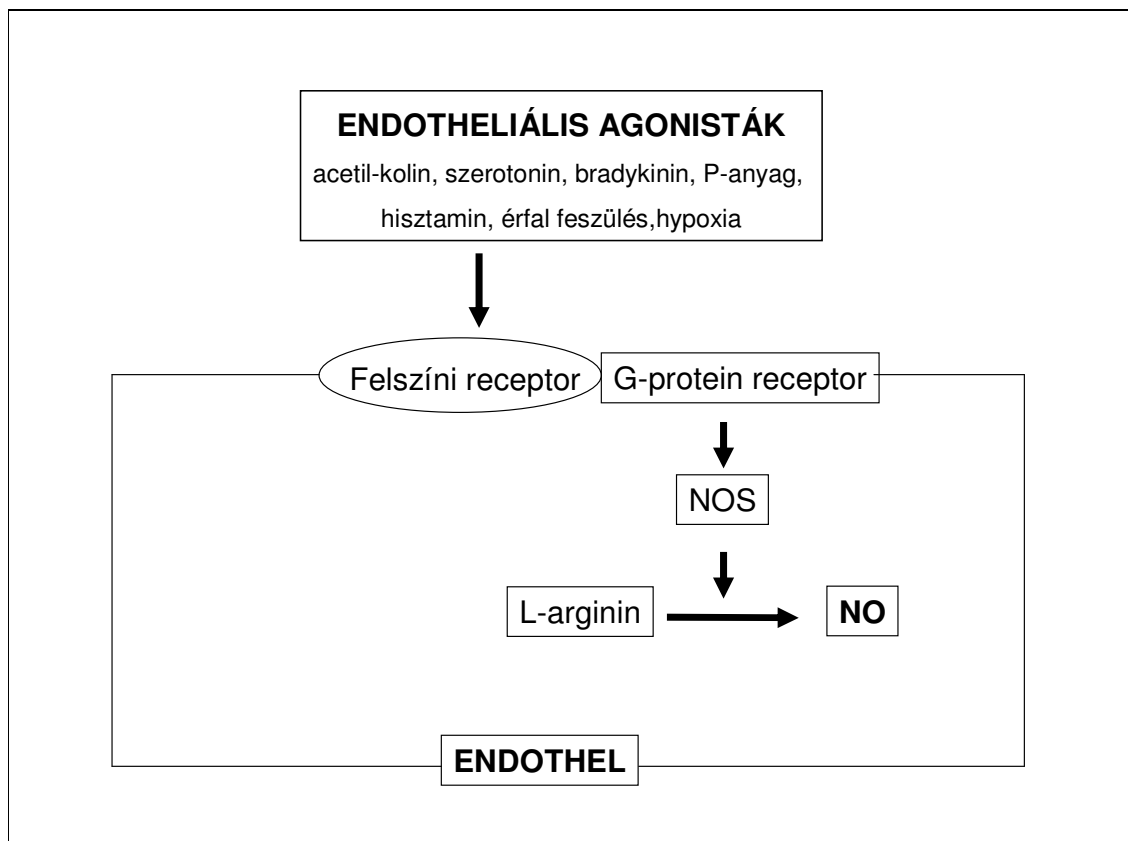 ENDOTHELIÁLIS AGONISTÁK
acetil-kolin, szerotonin, bradykinin, P-anyag,
hisztamin, érfal feszülés,hypoxia
Felszíni receptor
G-protein receptor
NOS
L-arginin
NO
ENDOTHEL